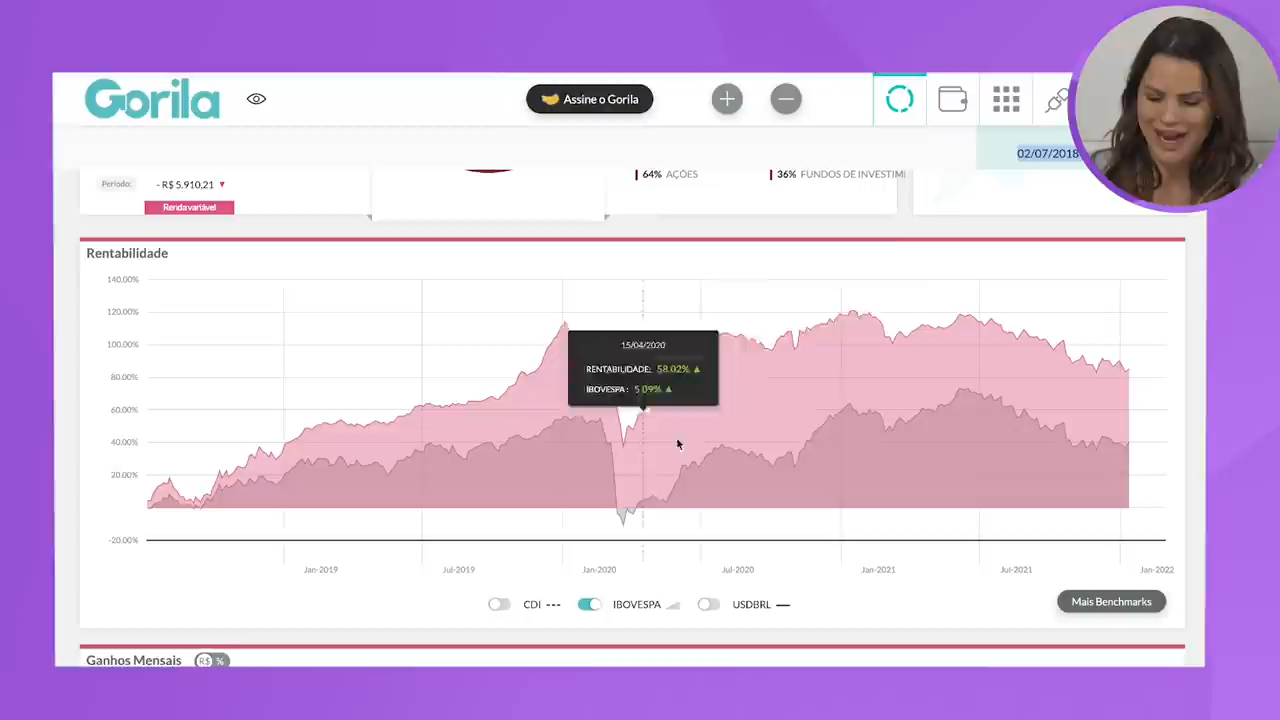 Gorila
Assine o Gorila
02/07/2018
Período: - R$ 5.910,21
Renda variável
64% AÇÕES
36% FUNDOS DE INVESTIM
Rentabilidade
140.00%
120.00%
100.00%
80.00%
60.00%
40.00%
20.00%
-20.00%
15/04/2020
RENTABILIDADE: 58.02%
IBOVESPA: 5.09%
Jan-2019
Jul-2019
Jan-2020
Jul-2020
Jan-2021
Jul-2021
Jan-2022
CDI
IBOVESPA
USDBRL
Mais Benchmarks
Ganhos Mensais R$ %